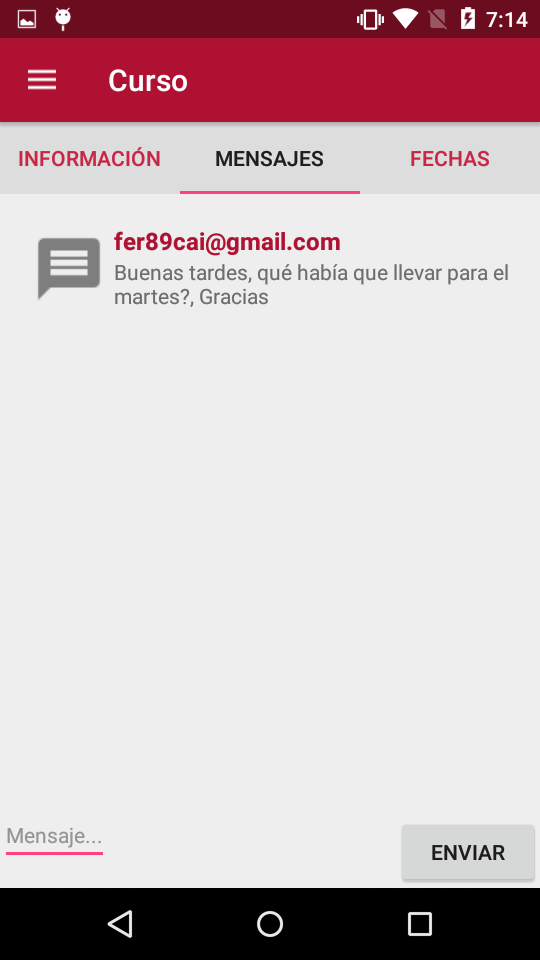 7:14
Curso
INFORMACIÓN
MENSAJES
FECHAS
fer89cai@gmail.com
Buenas tardes, qué había que llevar para el
martes?, Gracias
Mensaje...
ENVIAR